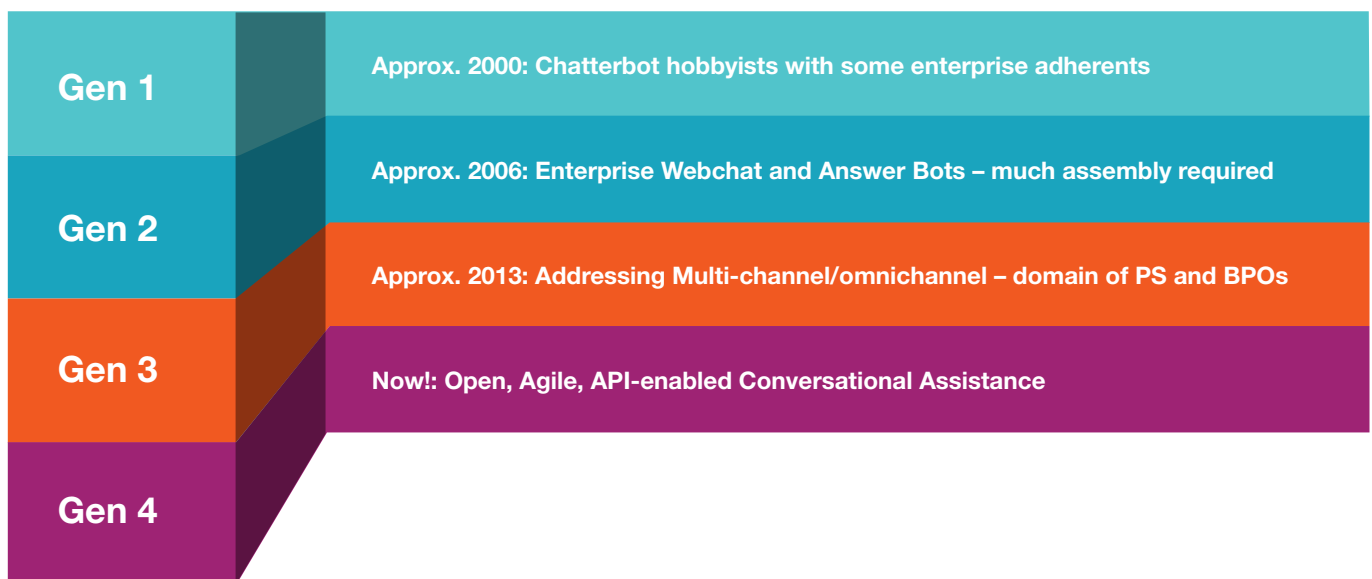 Gen 1
Approx. 2000: Chatterbot hobbyists with some enterprise adherents
Gen 2
Approx. 2006: Enterprise Webchat and Answer Bots – much assembly required
Gen 3
Approx. 2013: Addressing Multi-channel/omnichannel – domain of PS and BPOs
Gen 4
Now!: Open, Agile, API-enabled Conversational Assistance